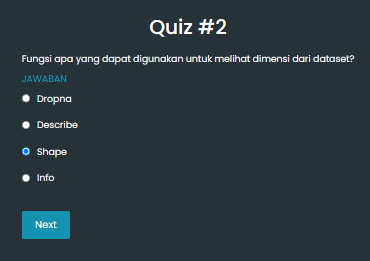 Quiz #2
Fungsi apa yang dapat digunakan untuk melihat dimensi dari dataset?
JAWABAN
Dropna
Describe
Shape
Info
Next